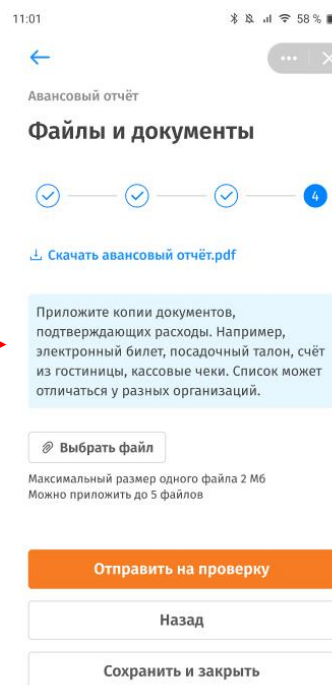 11:01
58 %
Авансовый отчёт
Файлы и документы
4
Скачать авансовый отчёт.pdf
Приложите копии документов,
подтверждающих расходы. Например,
электронный билет, посадочный талон, счёт
из гостиницы, кассовые чеки. Список может
отличаться у разных организаций.
Выбрать файл
Максимальный размер одного файла 2 Мб
Можно приложить до 5 файлов
Отправить на проверку
Назад
Сохранить и закрыть